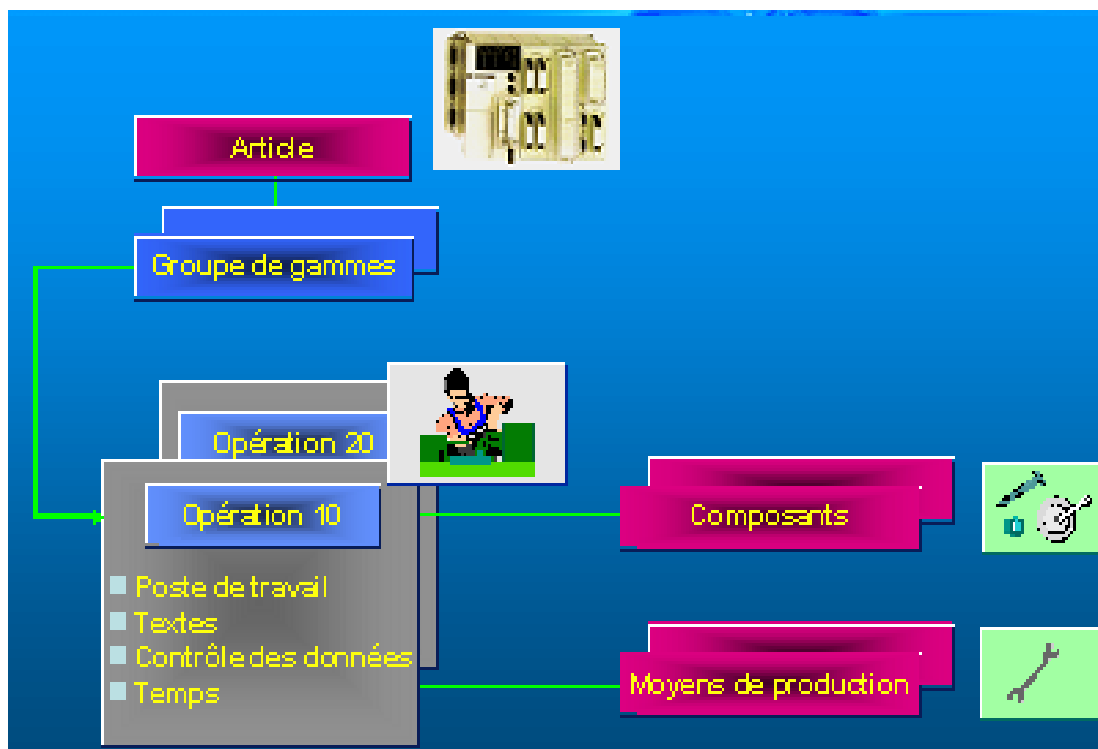 Article
Groupe de gammes
Opération 20
Opération 10
Poste de travail
Textes
Contrôle des données
Temps
Composants
Moyens de production